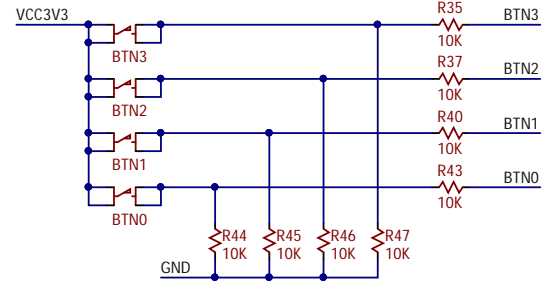 VCC3V3
R35
10K
BTN3
BTN3
R37
10K
BTN2
BTN2
R40
10K
BTN1
BTN1
R43
10K
BTN0
BTN0
R44
10K
R45
10K
R46
10K
R47
10K
GND